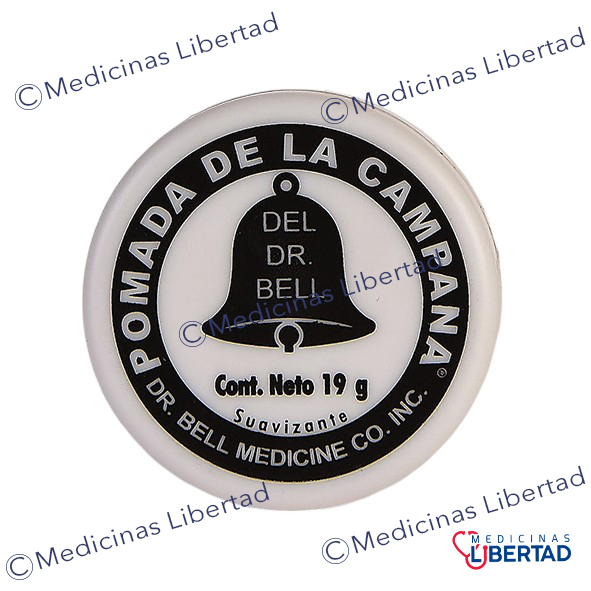 © Medicinas Libertad
© Medicinas Libertad
POMADA DE LA CAMPANA®
DEL
DR.
BELL
© Medicinas Libertad
Cont. Neto 19 g
Suavizante
DR. BELL MEDICINE CO. INC.
© Medicinas Libertad
© Medicinas Libertad
MEDICINAS
LIBERTAD